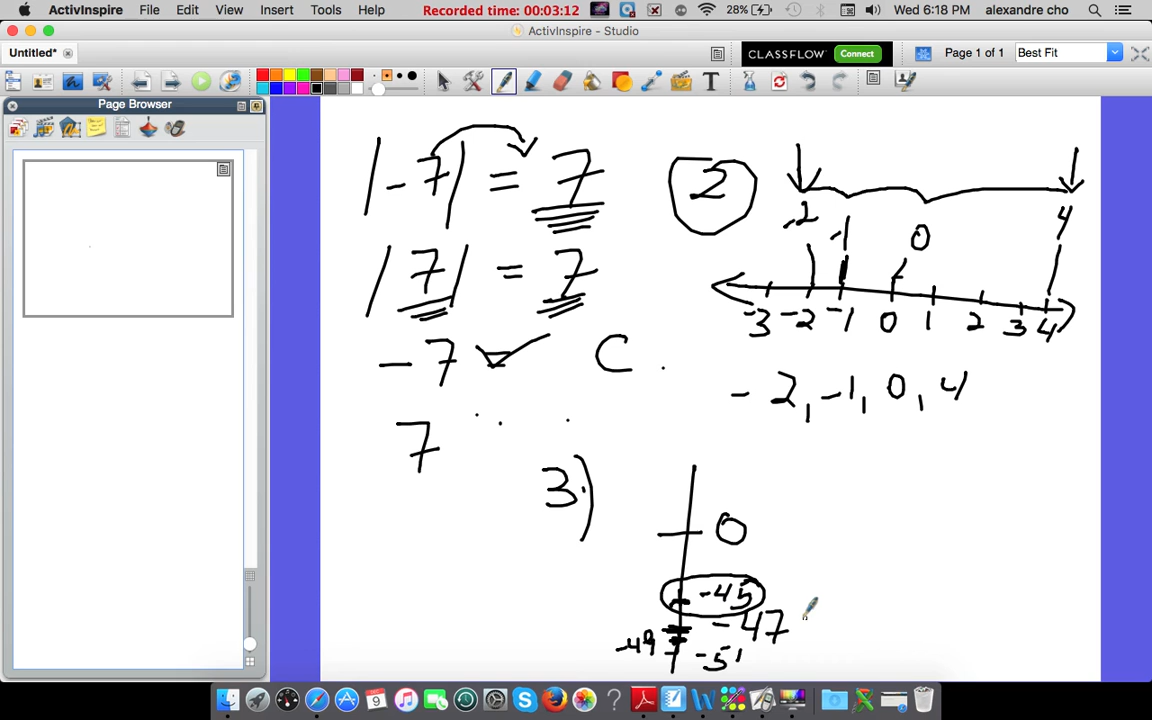 ActivInspire File Edit View Insert Tools Help Recorded time: 00:03:12 28% Wed 6:18 PM alexandre cho
ActivInspire - Studio
Untitled* CLASSFLOW Connect Page 1 of 1 Best Fit
T
Page Browser
|-7| = 7
|7| = 7
-7 C
7
2
-2 -1 0 4
-3 -2 -1 0 1 2 3 4
-2, -1, 0, 4
3)
0
-45
-47
-49
-51